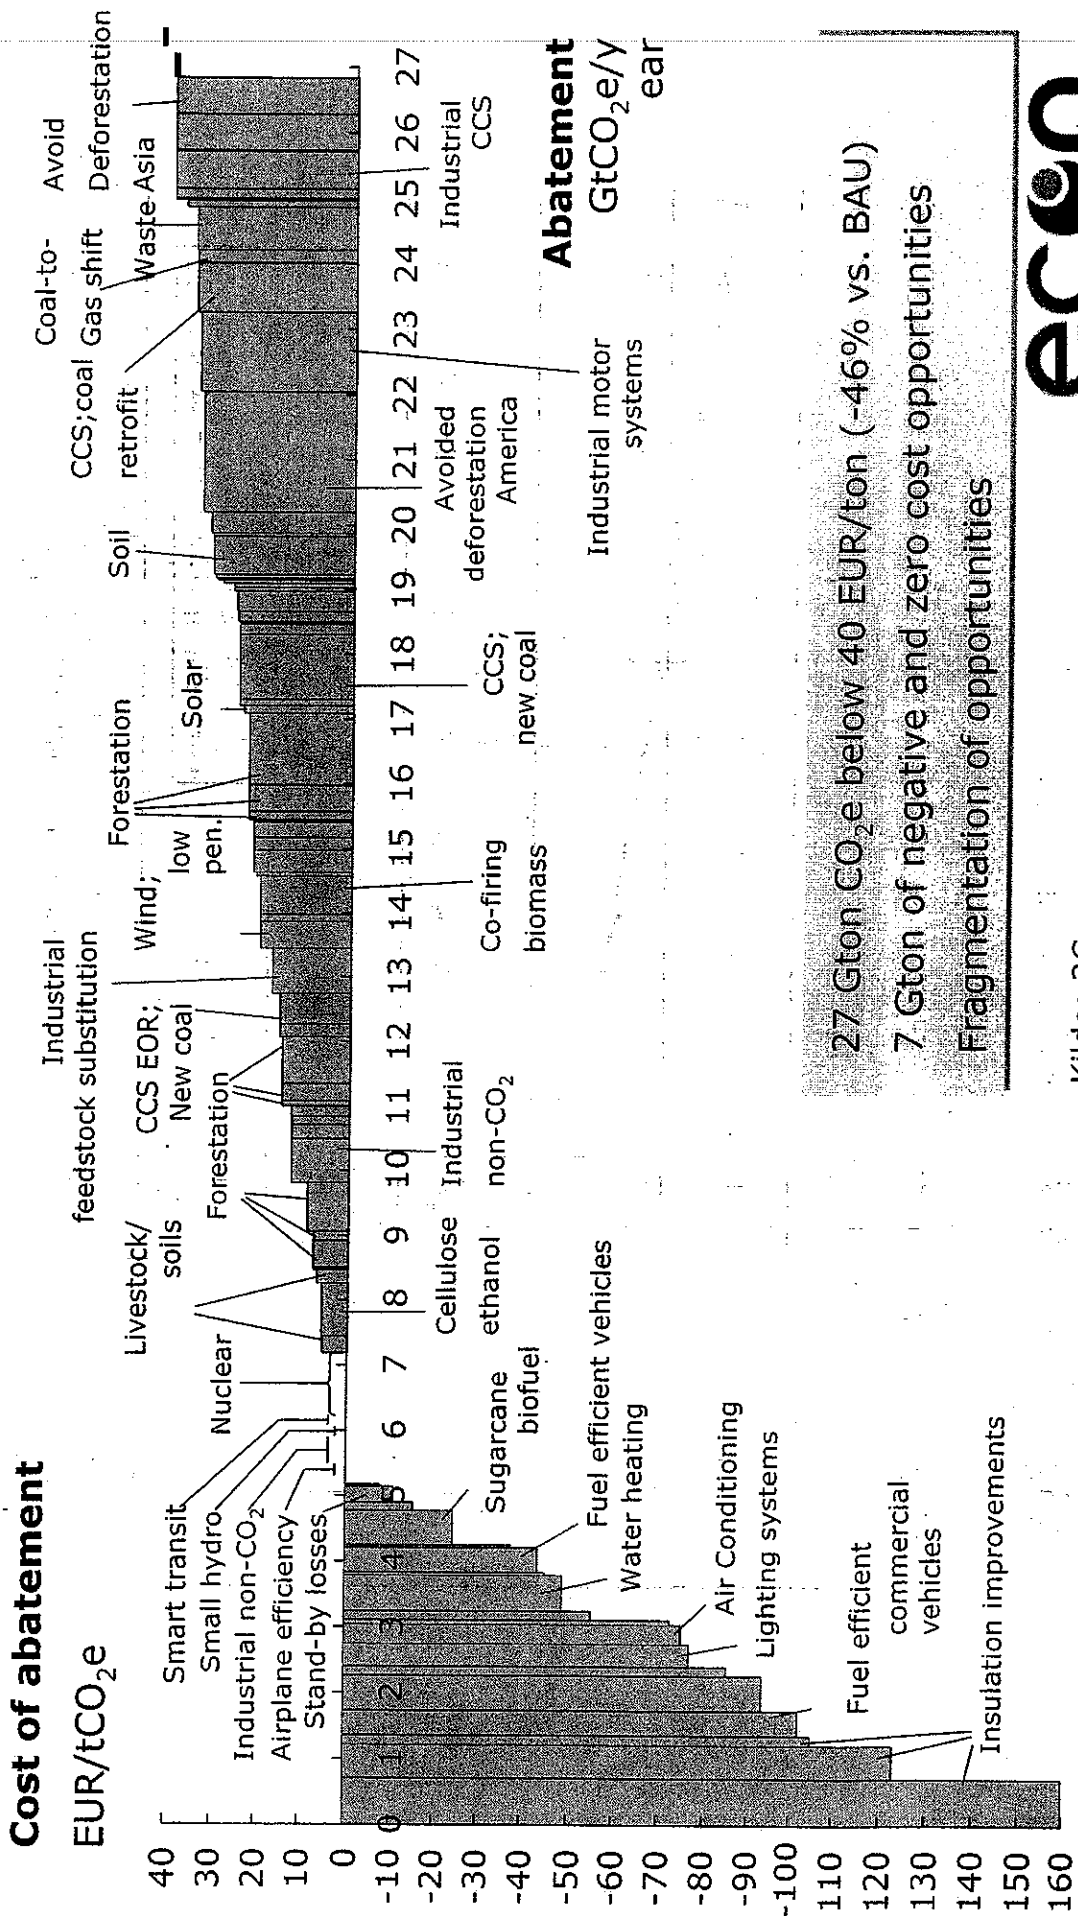 Cost of abatement
EUR/tCO₂e
40
30
20
10
0
-10
-20
-30
-40
-50
-60
-70
-80
-90
-100
110
120
130
140
150
160
0
1
2
3
4
5
6
7
8
9
10
11
12
13
14
15
16
17
18
19
20
21
22
23
24
25
26
27
Smart transit
Small hydro
Industrial non-CO₂
Airplane efficiency
Stand-by losses
Nuclear
Livestock/
soils
Forestation
Industrial
feedstock substitution
CCS EOR;
New coal
Forestation
Wind;
low
pen.
Solar
Soil
CCS;coal
retrofit
Coal-to-
Gas shift
Waste
Avoid
Deforestation
Asia
Insulation improvements
Fuel efficient
commercial
vehicles
Lighting systems
Air Conditioning
Water heating
Fuel efficient vehicles
Sugarcane
biofuel
Cellulose
ethanol
Industrial
non-CO₂
Co-firing
biomass
CCS;
new coal
Avoided
deforestation
America
Industrial motor
systems
Industrial
CCS
Abatement
GtCO₂e/y
ear
27 Gton CO₂e below 40 EUR/ton (-46% vs. BAU)
7 Gton of negative and zero cost opportunities
Fragmentation of opportunities
econ